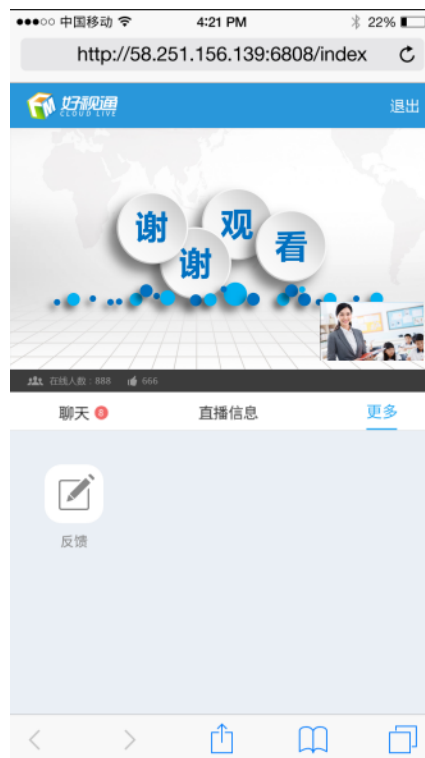 中国移动 4:21 PM 22%
http://58.251.156.139:6808/index
好视通 退出
CLOUD LIVE
谢谢观看
在线人数：888 666
聊天 8 直播信息 更多
反馈